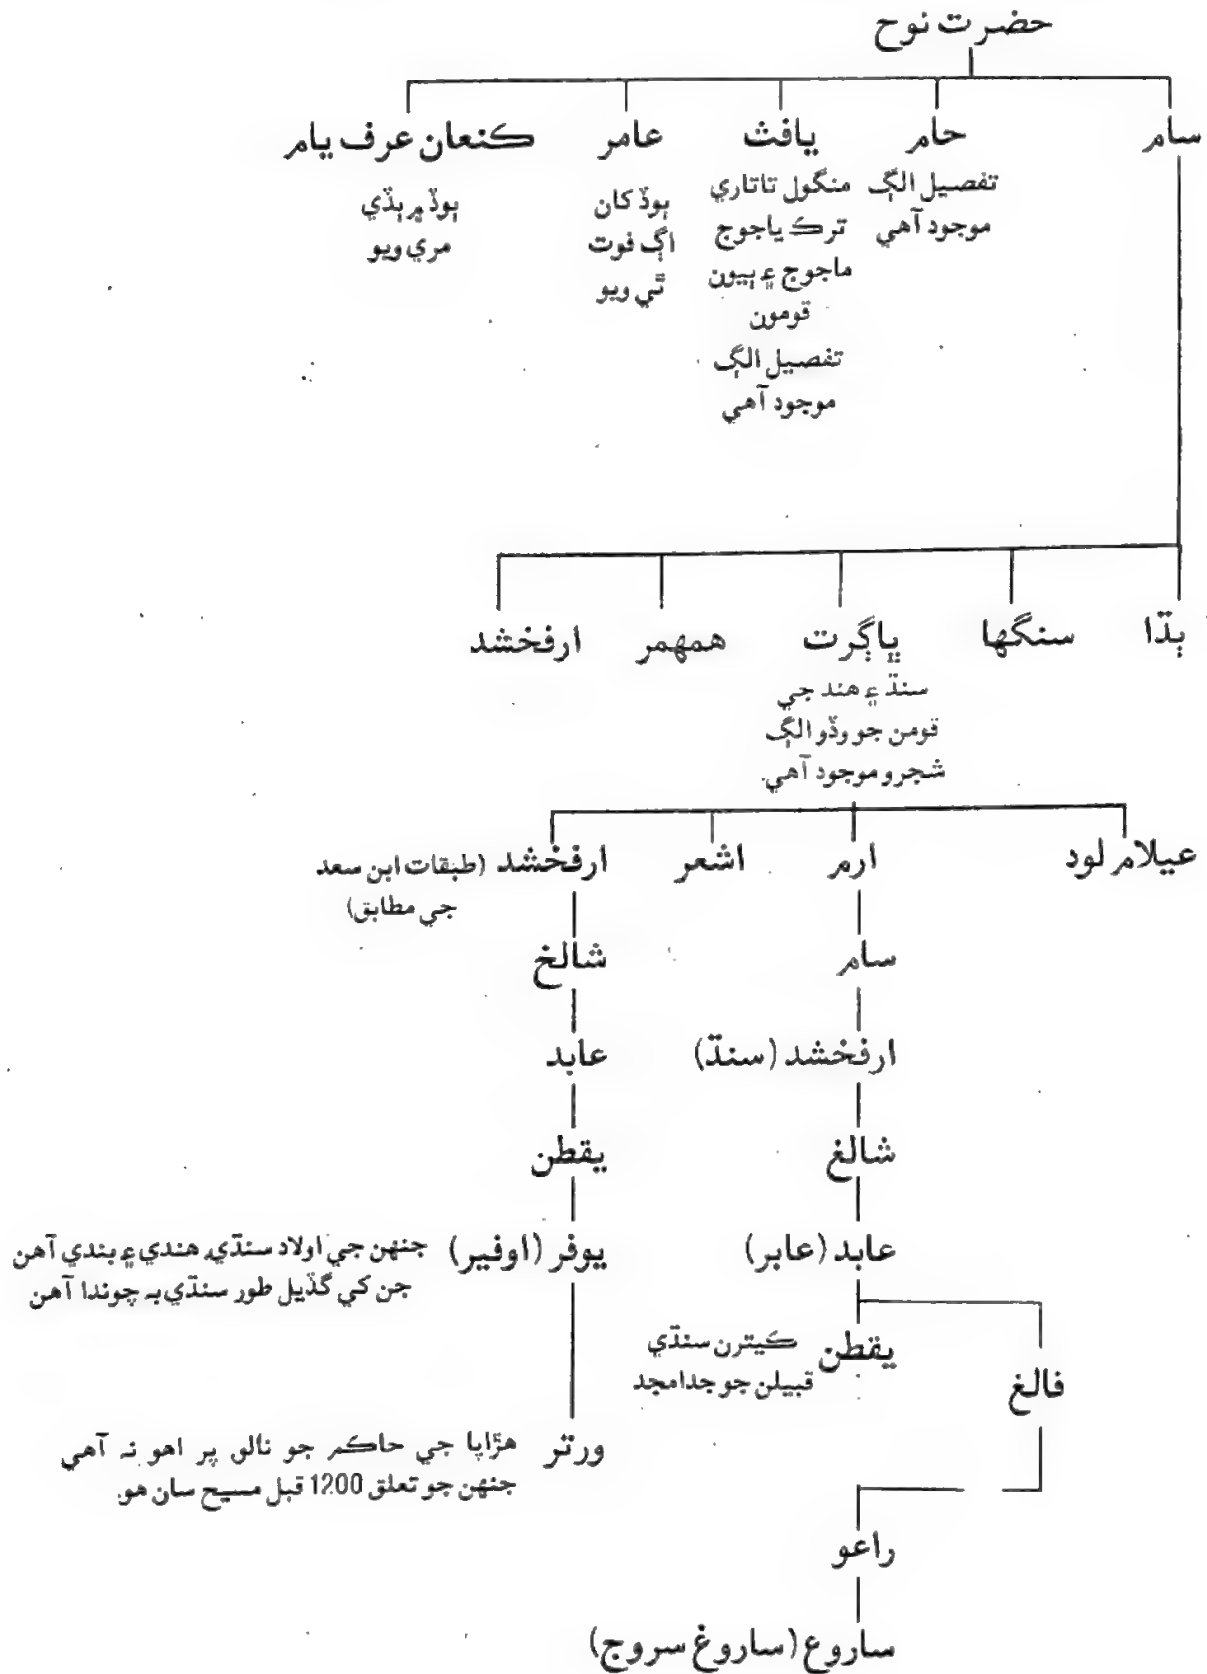 حضرت نوح
سام
حام
يافث
عامر
ڪنعان عرف يام
تفصيل الڳ
موجود آهي
منگول تاتاري
ترڪ ياجوج
ماجوج ۽ ٻيون
قومون
تفصيل الڳ
موجود آهي
ٻوڏ کان
اڳ فوت
ٿي ويو
ٻوڏ ۾ ٻڏي
مري ويو
ٻڌا
سنگها
ڀاڳرت
همهمر
ارفخشد
سنڌ ۽ هند جي
قومن جو وڏو الڳ
شجرو موجود آهي.
عيلام لود
ارم
اشعر
ارفخشد (طبقات ابن سعد
جي مطابق)
سام
شالخ
ارفخشد (سنڌ)
عابد
شالغ
يقطن
عابد (عابر)
يوفر (اوفير) جنهن جي اولاد سنڌي، هندي ۽ بندي آهن
جن کي گڏيل طور سنڌي به چوندا آهن
يقطن ڪيترن سنڌي
قبيلن جو جدامجد
فالغ
ورتر هڙاپا جي حاڪم جو نالو، پر اهو نه آهي
جنهن جو تعلق 1200 قبل مسيح سان هو.
راعو
ساروع (ساروغ سروج)